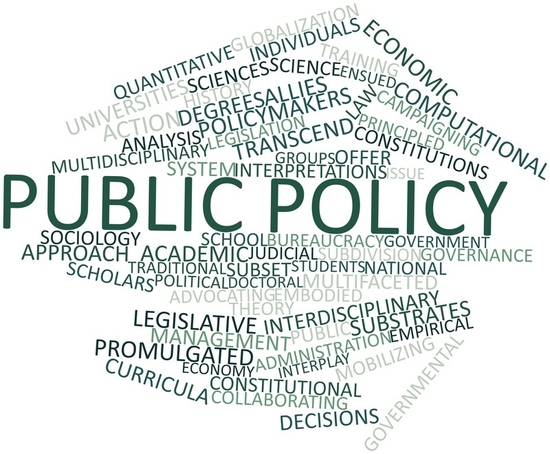 GLOBALIZATION
QUANTITATIVE
INDIVIDUALS
ECONOMIC
TRAINING
UNIVERSITIES
SCIENCES
SCIENCE
ENSUED
HISTORY
COMPUTATIONAL
ACTION
DEGREES
ALLIES
LAW
CAMPAIGNING
POLICYMAKERS
PRINCIPLED
ANALYSIS
LEGISLATION
TRANSCEND
CONSTITUTIONS
MULTIDISCIPLINARY
GROUPS
OFFER
SYSTEM
INTERPRETATIONS
ISSUE
PUBLIC POLICY
SOCIOLOGY
SCHOOL
BUREAUCRACY
GOVERNMENT
APPROACH
ACADEMIC
JUDICIAL
SUBDIVISION
GOVERNANCE
SCHOLARS
TRADITIONAL
SUBSET
STUDENTS
NATIONAL
POLITICAL
DOCTORAL
MULTIFACETED
ADVOCATING
EMBODIED
THEORY
INTERDISCIPLINARY
LEGISLATIVE
PUBLIC
SUBSTRATES
MANAGEMENT
EMPIRICAL
PROMULGATED
ADMINISTRATION
MOBILIZING
GOVERNMENTAL
ECONOMY
INTERPLAY
CURRICULA
CONSTITUTIONAL
COLLABORATING
DECISIONS